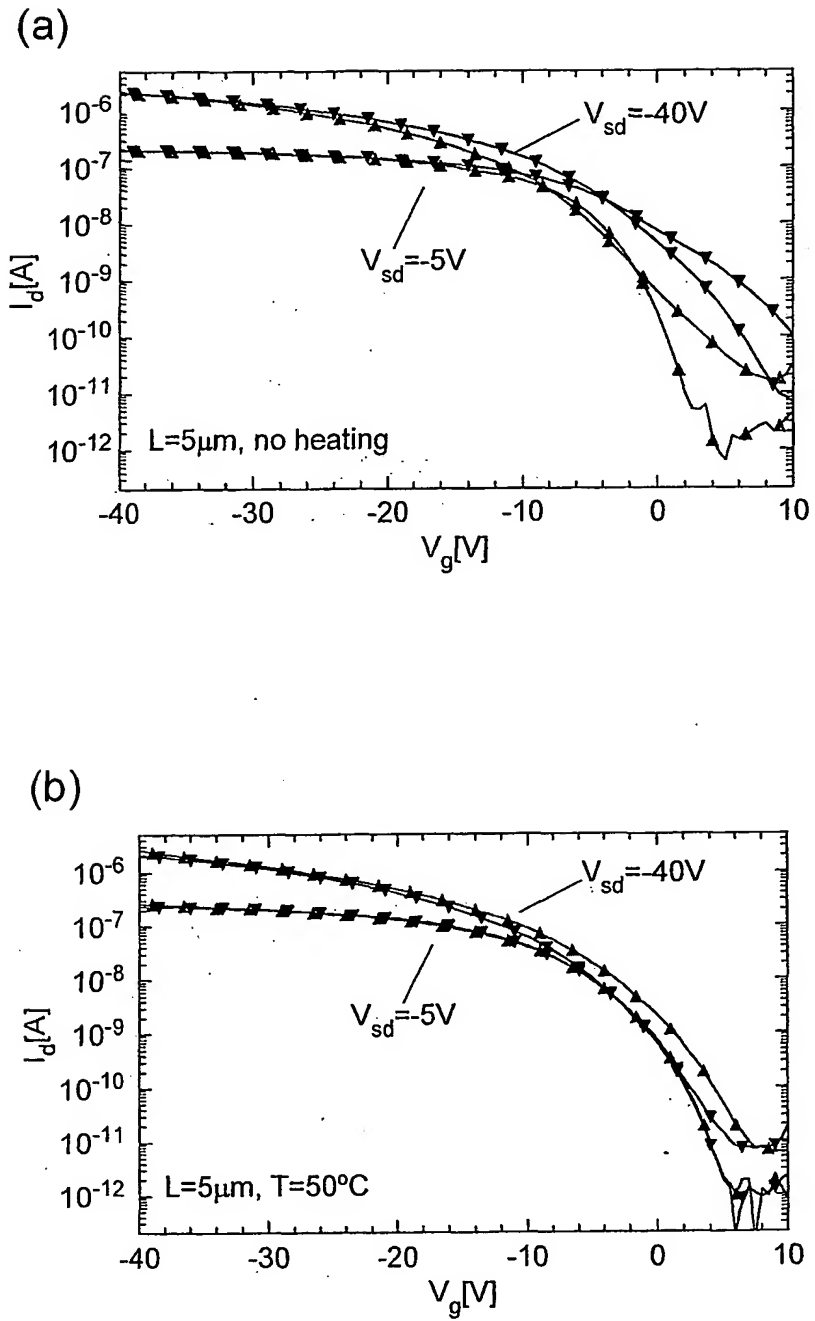 (a)
10⁻⁶
10⁻⁷
10⁻⁸
10⁻⁹
10⁻¹⁰
10⁻¹¹
10⁻¹²
I_d[A]
V_sd=-40V
V_sd=-5V
L=5μm, no heating
-40 -30 -20 -10 0 10
V_g[V]
(b)
10⁻⁶
10⁻⁷
10⁻⁸
10⁻⁹
10⁻¹⁰
10⁻¹¹
10⁻¹²
I_d[A]
V_sd=-40V
V_sd=-5V
L=5μm, T=50ºC
-40 -30 -20 -10 0 10
V_g[V]